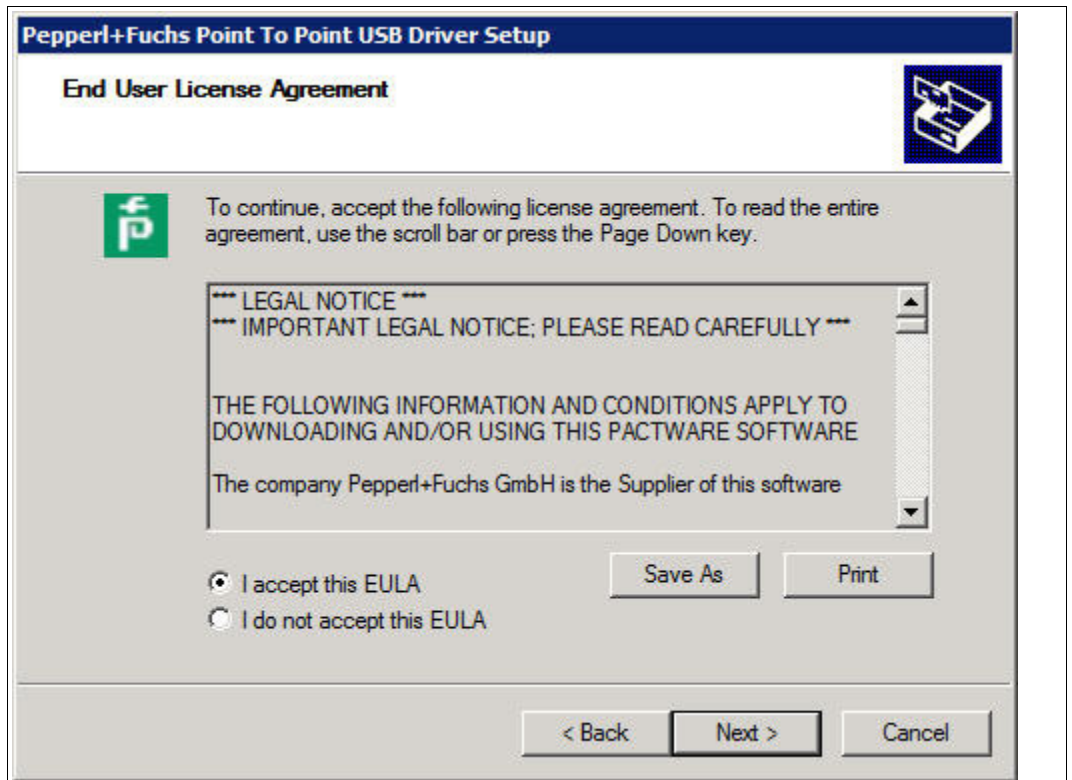 Pepperl+Fuchs Point To Point USB Driver Setup
End User License Agreement
To continue, accept the following license agreement. To read the entire
agreement, use the scroll bar or press the Page Down key.
*** LEGAL NOTICE ***
*** IMPORTANT LEGAL NOTICE; PLEASE READ CAREFULLY ***
THE FOLLOWING INFORMATION AND CONDITIONS APPLY TO
DOWNLOADING AND/OR USING THIS PACTWARE SOFTWARE
The company Pepperl+Fuchs GmbH is the Supplier of this software
I accept this EULA
Save As
Print
I do not accept this EULA
< Back
Next >
Cancel